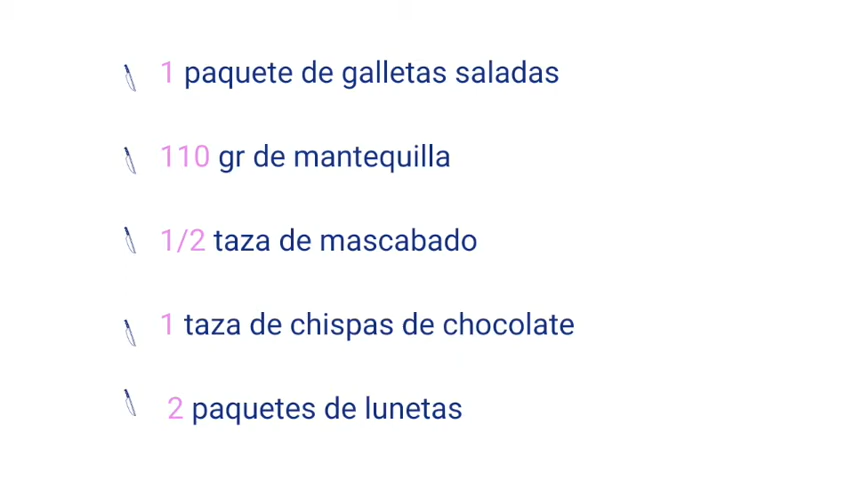 1 paquete de galletas saladas
110 gr de mantequilla
1/2 taza de mascabado
1 taza de chispas de chocolate
2 paquetes de lunetas